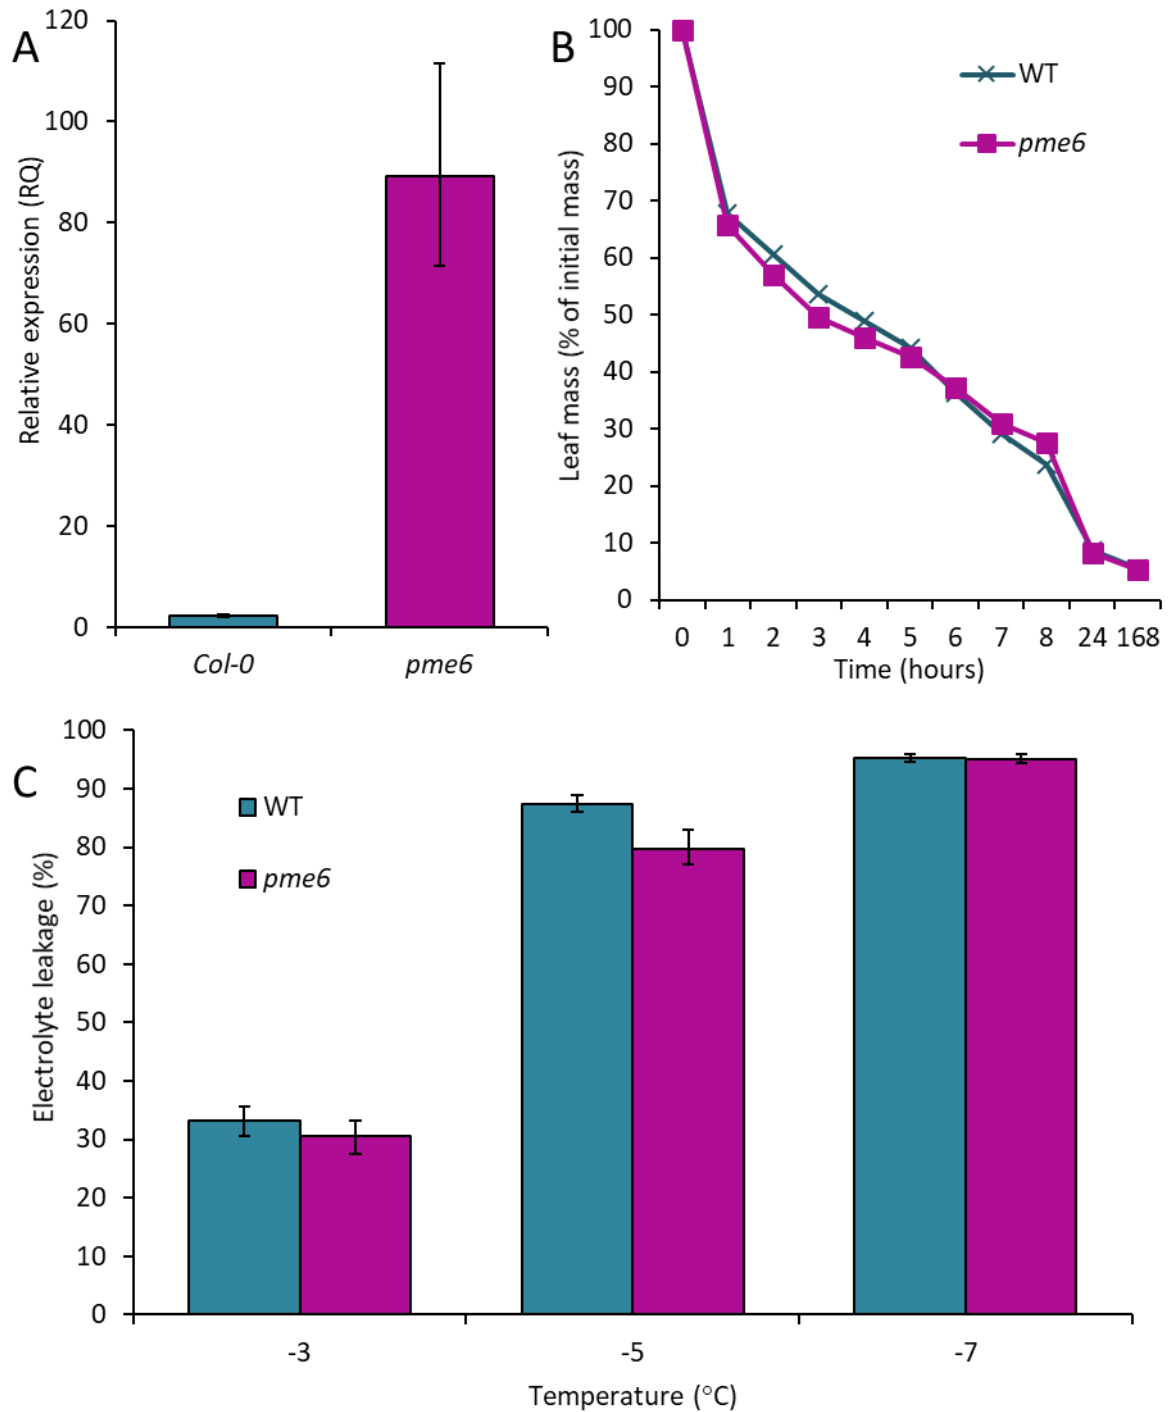 A
Relative expression (RQ)
120
100
80
60
40
20
0
Col-0 pme6
B
Leaf mass (% of initial mass)
100
90
80
70
60
50
40
30
20
10
0
WT
pme6
0 1 2 3 4 5 6 7 8 24 168
Time (hours)
C
Electrolyte leakage (%)
100
90
80
70
60
50
40
30
20
10
0
WT
pme6
-3 -5 -7
Temperature (°C)